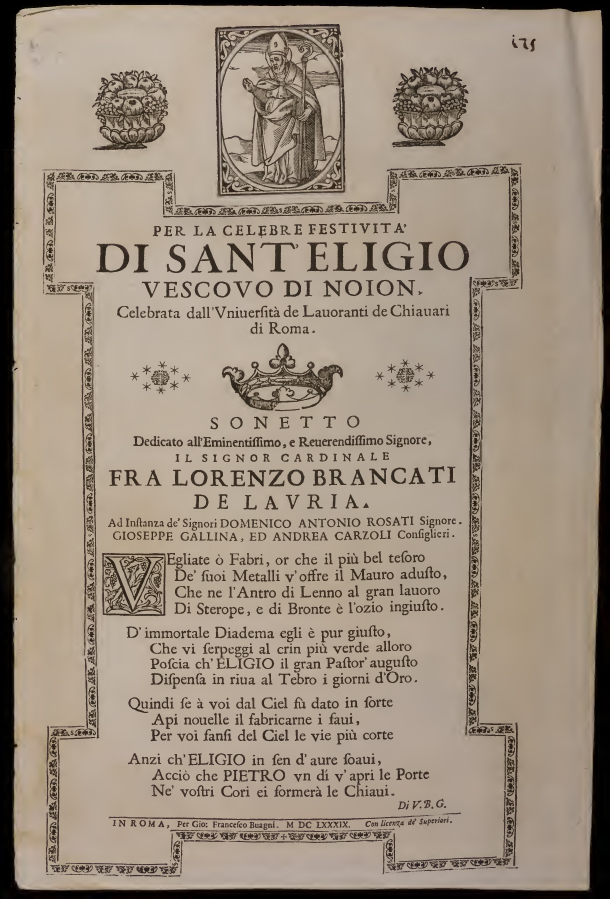 175
PER LA CELEBRE FESTIVITA'
DI SANT' ELIGIO
VESCOVO DI NOION.
Celebrata dall'Vniuerſità de Lauoranti de Chiauari
di Roma.
SONETTO
Dedicato all'Eminentiſſimo, e Reuerendiſſimo Signore,
IL SIGNOR CARDINALE
FRA LORENZO BRANCATI
DE LAVRIA.
Ad Inſtanza de' Signori DOMENICO ANTONIO ROSATI Signore.
GIOSEPPE GALLINA, ED ANDREA CARZOLI Conſiglieri.
VEgliate ò Fabri, or che il più bel teſoro
De' ſuoi Metalli v'offre il Mauro aduſto,
Che ne l'Antro di Lenno al gran lauoro
Di Sterope, e di Bronte è l'ozio ingiuſto.
D' immortale Diadema egli è pur giuſto,
Che vi ſerpeggi al crin più verde alloro
Poſcia ch'ELIGIO il gran Paſtor' auguſto
Diſpenſa in riua al Tebro i giorni d'Oro.
Quindi ſe à voi dal Ciel fù dato in ſorte
Api nouelle il fabricarne i faui,
Per voi fanſi del Ciel le vie più corte
Anzi ch'ELIGIO in ſen d'aure ſoaui,
Acciò che PIETRO vn dì v'apri le Porte
Ne' voſtri Cori ei formerà le Chiaui.
Di V.B.G.
IN ROMA, Per Gio: Franceſco Buagni. M DC LXXXIX. Con licenza de' Superiori.